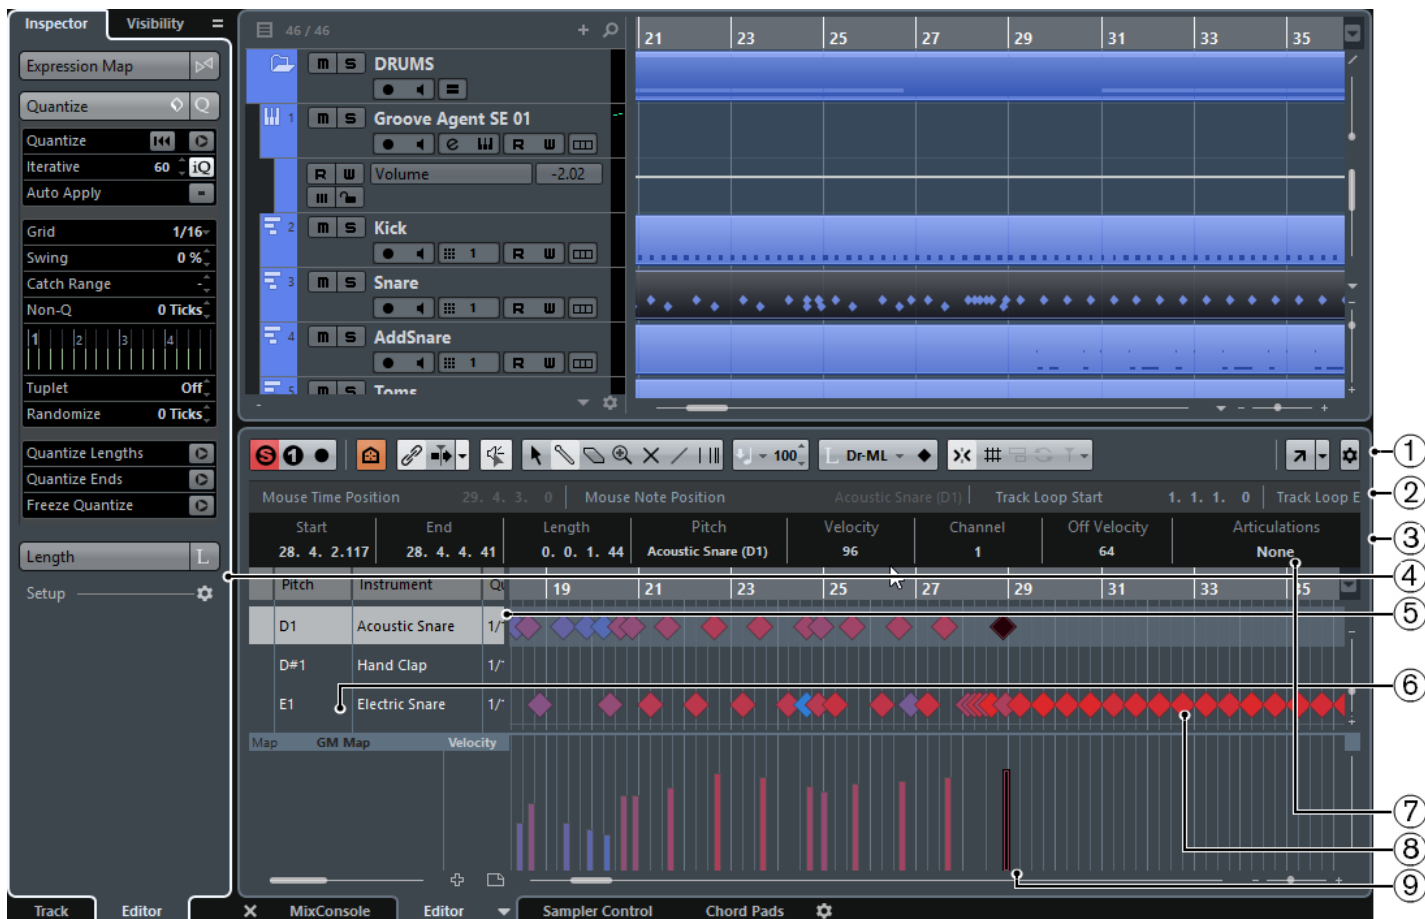 Inspector Visibility
Expression Map
Quantize Q
Quantize
Iterative 60 iQ
Auto Apply
Grid 1/16
Swing 0 %
Catch Range -
Non-Q 0 Ticks
1 2 3 4
Tuplet Off
Randomize 0 Ticks
Quantize Lengths
Quantize Ends
Freeze Quantize
Length L
Setup
Track Editor
46 / 46
21 23 25 27 29 31 33 35
m S DRUMS
1 m S Groove Agent SE 01
e R W
R W Volume -2.02
2 m S Kick
1 R W
3 m S Snare
1 R W
4 m S AddSnare
1 R W
5 m S Toms
S 1 100 L Dr-ML
Mouse Time Position 29. 4. 3. 0 Mouse Note Position Acoustic Snare (D1) Track Loop Start 1. 1. 1. 0 Track Loop E
Start End Length Pitch Velocity Channel Off Velocity Articulations
28. 4. 2.117 28. 4. 4. 41 0. 0. 1. 44 Acoustic Snare (D1) 96 1 64 None
Pitch Instrument Qu 19 21 23 25 27 29 31 33 35
D1 Acoustic Snare 1/
D#1 Hand Clap 1/
E1 Electric Snare 1/
Map GM Map Velocity
MixConsole Editor Sampler Control Chord Pads
1
2
3
4
5
6
7
8
9